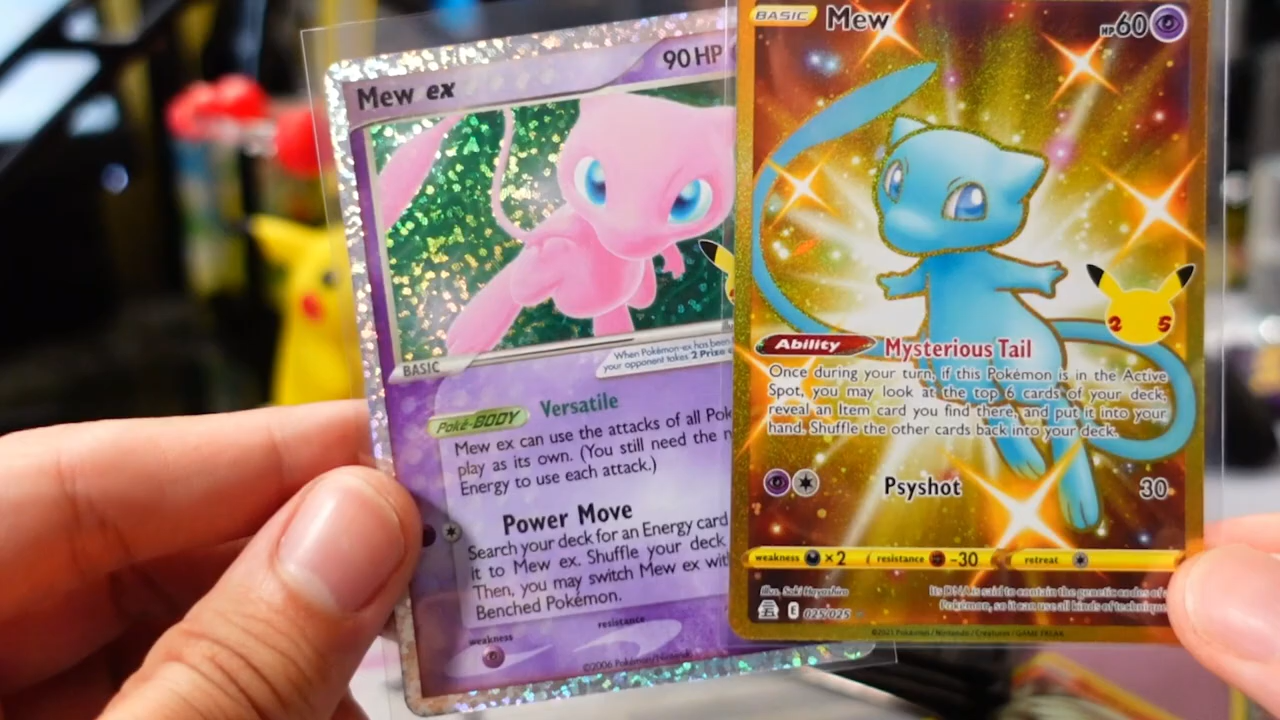 Mew ex
90 HP
BASIC
When Pokémon-ex has been
your opponent takes 2 Prize
Poké-BODY Versatile
Mew ex can use the attacks of all Pok
play as its own. (You still need the
Energy to use each attack.)
Power Move
Search your deck for an Energy card
it to Mew ex. Shuffle your deck
Then, you may switch Mew ex wit
Benched Pokémon.
weakness
resistance
©2006 Pokémon/Nintendo
BASIC Mew HP60
25
Ability Mysterious Tail
Once during your turn, if this Pokémon is in the Active
Spot, you may look at the top 6 cards of your deck,
reveal an Item card you find there, and put it into your
hand. Shuffle the other cards back into your deck.
Psyshot 30
weakness ×2 resistance -30 retreat
Illus. Saki Hayashiro
Its DNA is said to contain the genetic codes of a
Pokémon, so it can use all kinds of technique
E 025/025
©2021 Pokémon / Nintendo / Creatures / GAME FREAK